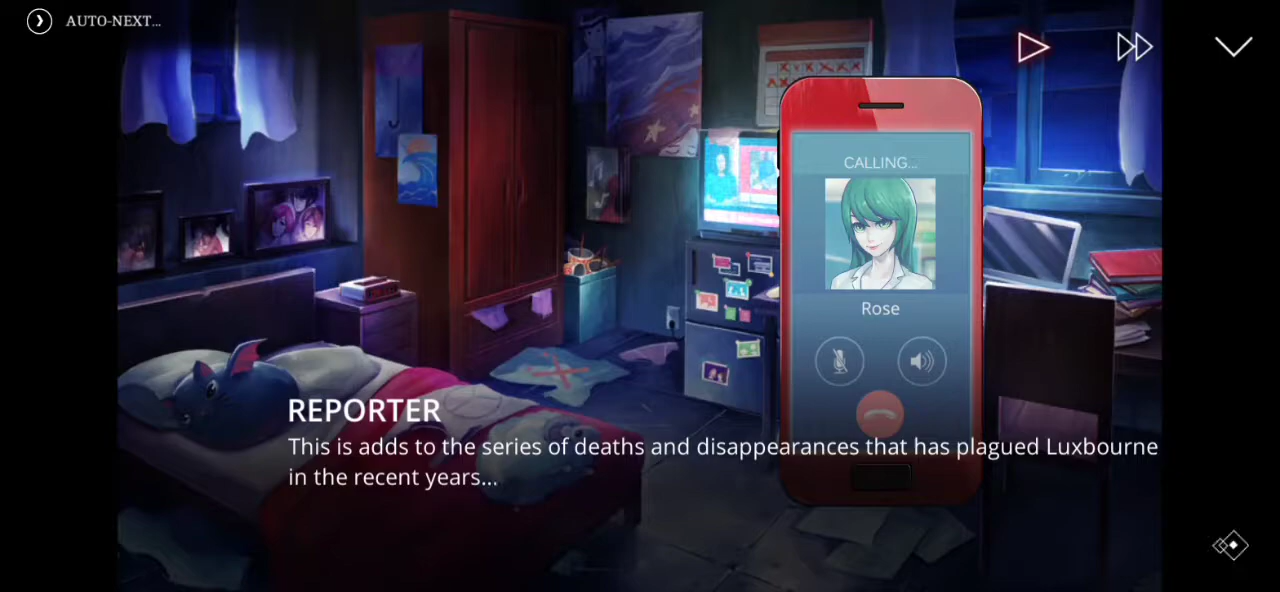 AUTO-NEXT...
CALLING...
Rose
REPORTER
This is adds to the series of deaths and disappearances that has plagued Luxbourne
in the recent years...